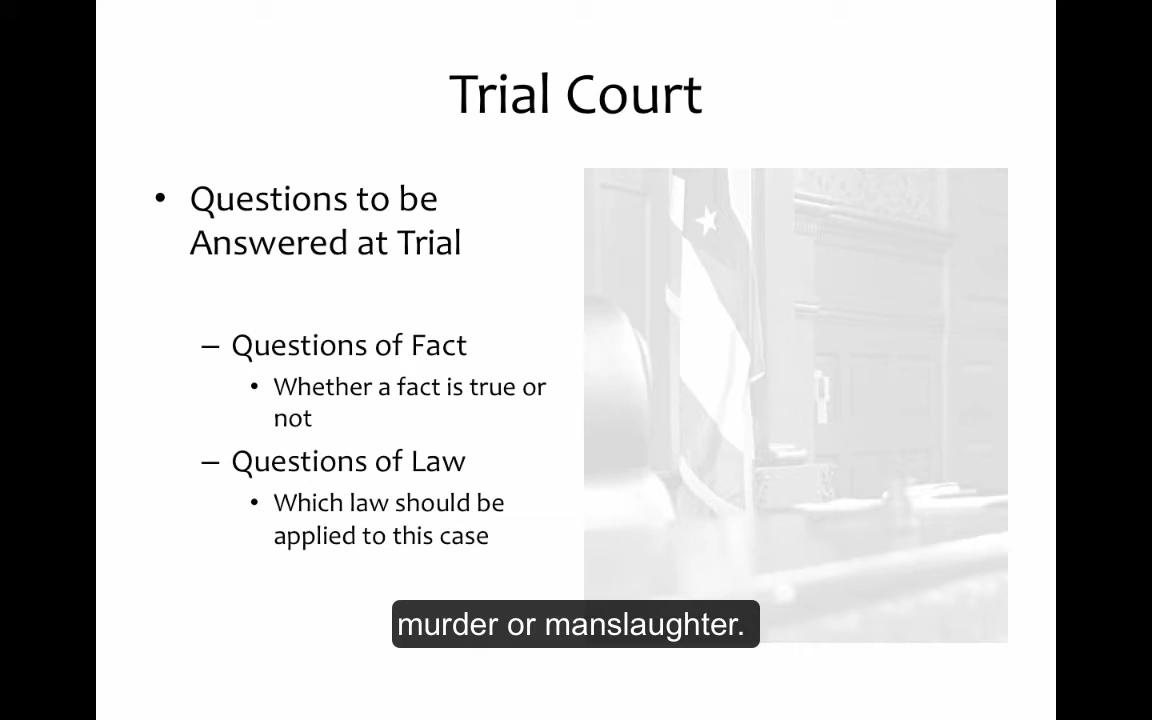 Trial Court
• Questions to be
Answered at Trial
– Questions of Fact
• Whether a fact is true or
not
– Questions of Law
• Which law should be
applied to this case
murder or manslaughter.